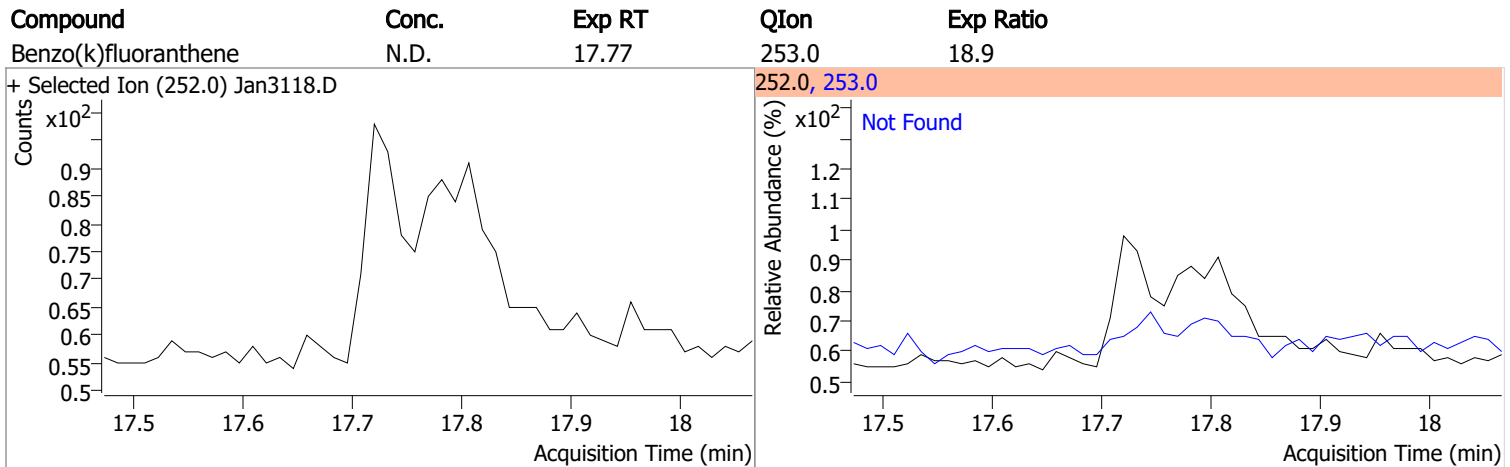 Compound Conc. Exp RT QIon Exp Ratio
Benzo(k)fluoranthene N.D. 17.77 253.0 18.9
+ Selected Ion (252.0) Jan3118.D
Counts
x10²
0.9
0.85
0.8
0.75
0.7
0.65
0.6
0.55
0.5
17.5 17.6 17.7 17.8 17.9 18
Acquisition Time (min)
252.0, 253.0
Relative Abundance (%)
x10²
Not Found
1.2
1.1
1
0.9
0.8
0.7
0.6
0.5
17.5 17.6 17.7 17.8 17.9 18
Acquisition Time (min)